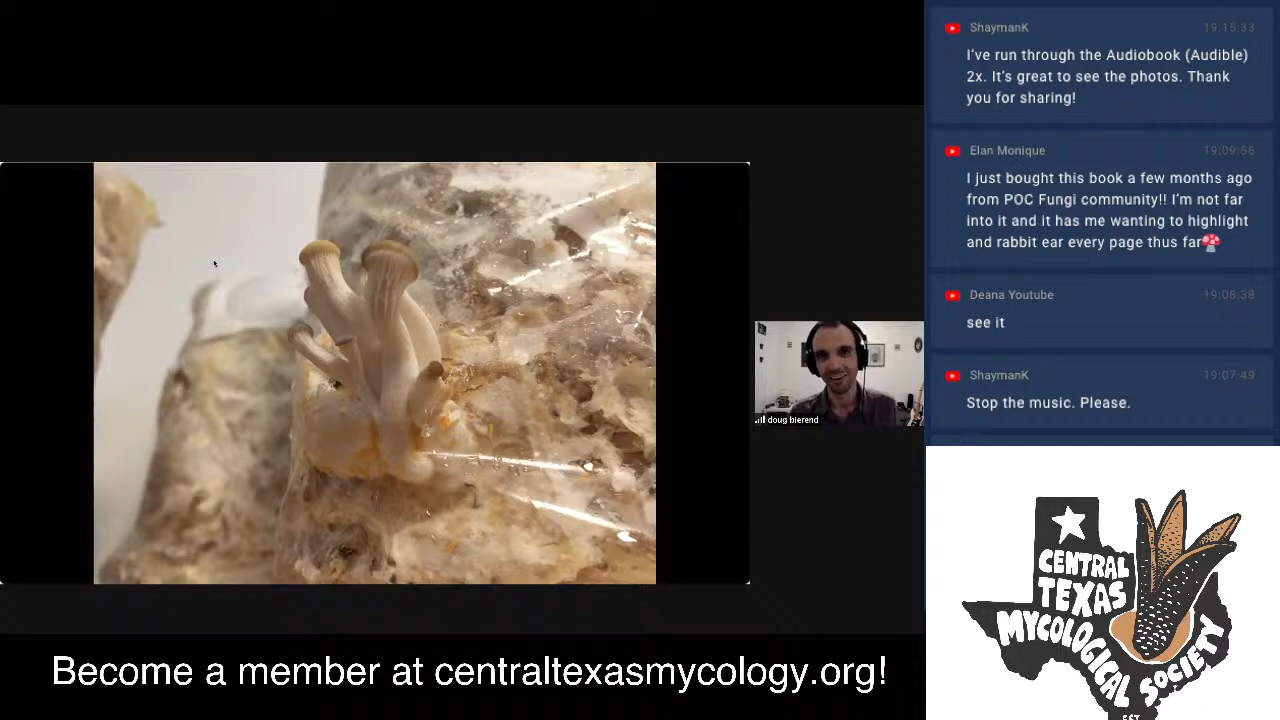 ShaymanK 19:15:33
I've run through the Audiobook (Audible)
2x. It's great to see the photos. Thank
you for sharing!
Elan Monique 19:09:56
I just bought this book a few months ago
from POC Fungi community!! I'm not far
into it and it has me wanting to highlight
and rabbit ear every page thus far🍄
Deana Youtube 19:08:38
see it
ShaymanK 19:07:49
Stop the music. Please.
doug bierend
CENTRAL
TEXAS
MYCOLOGICAL
SOCIETY
EST
Become a member at centraltexasmycology.org!